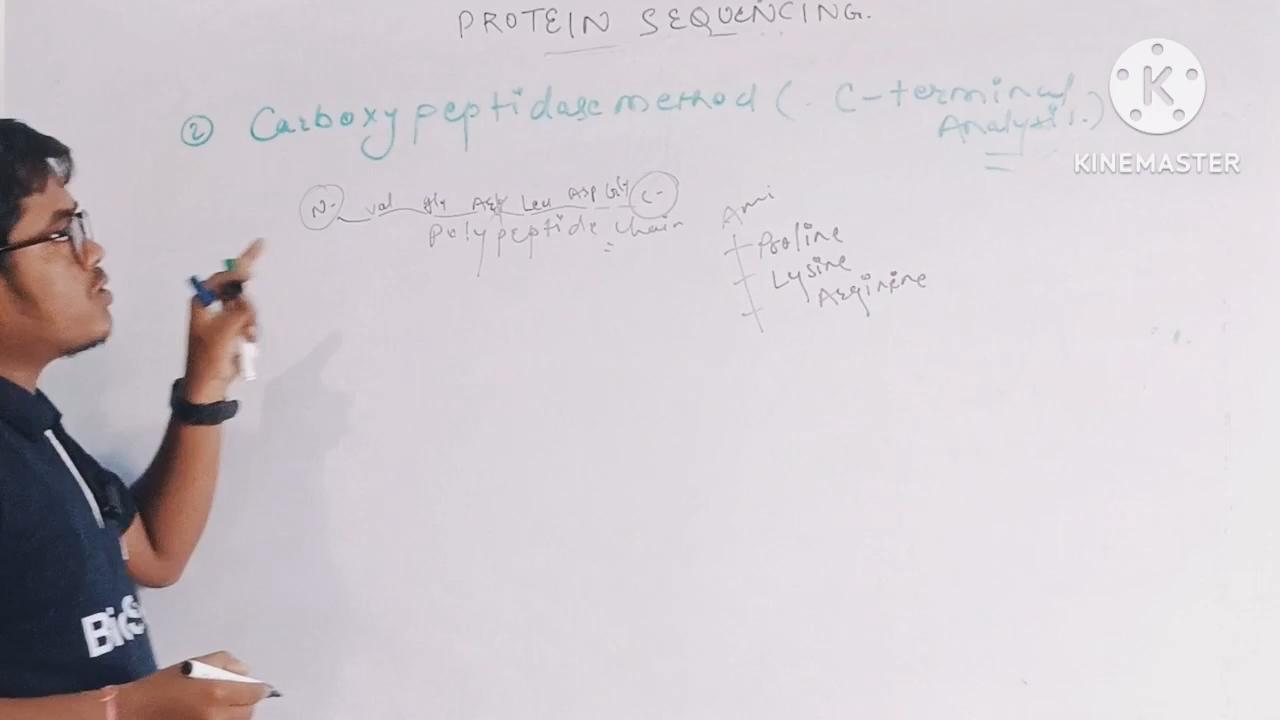 PROTEIN SEQUENCING.
② Carboxypeptidase method (C-terminal
Analysis.)
N- val gly Arg Leu Asp Gly C-
Polypeptide chain
Ami
Proline
Lysine
Arginine
K
KINEMASTER